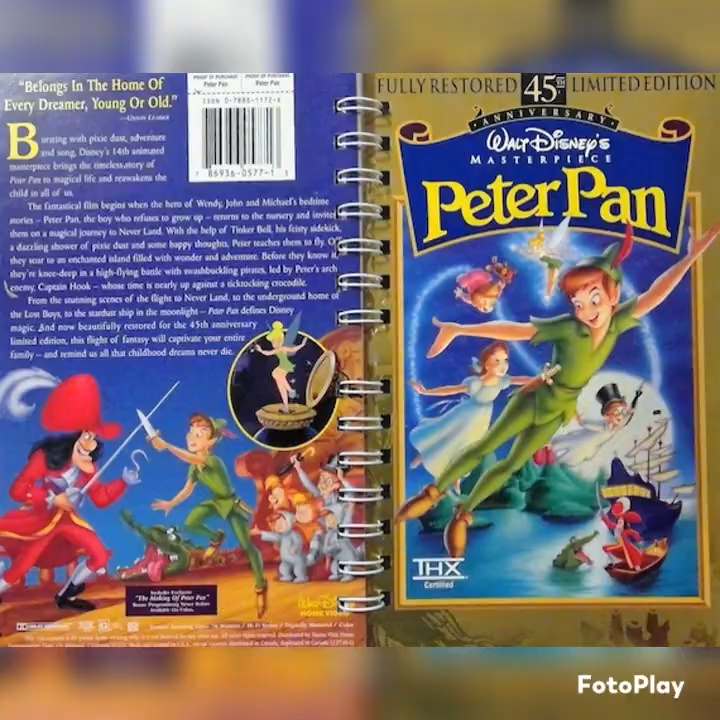 "Belongs In The Home Of
Every Dreamer, Young Or Old."
PROOF OF PURCHASE
Peter Pan
PROOF OF PURCHASE
Peter Pan
7 86936 0577
Bursting with pixie dust, adventure
and song, Disney's 14th animated
masterpiece brings the timeless story of
Peter Pan to magical life and reawakens the
child in all of us.
The fantastical film begins when the hero of Wendy, John and Michael's bedtime
stories – Peter Pan, the boy who refuses to grow up – returns to the nursery and invites
them on a magical journey to Never Land. With the help of Tinker Bell, his feisty sidekick,
a dazzling shower of pixie dust and some happy thoughts, Peter teaches them to fly. O
they soar to an enchanted island filled with wonder and adventure. Before they know it,
they're knee-deep in a high-flying battle with swashbuckling pirates, led by Peter's arch
enemy, Captain Hook – whose time is nearly up against a ticktocking crocodile.
From the stunning scenes of the flight to Never Land, to the underground home of
the Lost Boys, to the stardust ship in the moonlight – Peter Pan defines Disney
magic. And now beautifully restored for the 45th anniversary
limited edition, this flight of fantasy will captivate your entire
family – and remind us all that childhood dreams never die.
Includes Exclusive
"The Making Of Peter Pan"
Bonus Programming Never Before
Available On Video.
HOME VIDEO
FULLY RESTORED 45TH LIMITED EDITION
ANNIVERSARY
Walt Disney's
MASTERPIECE
Peter Pan
THX
Certified
FotoPlay